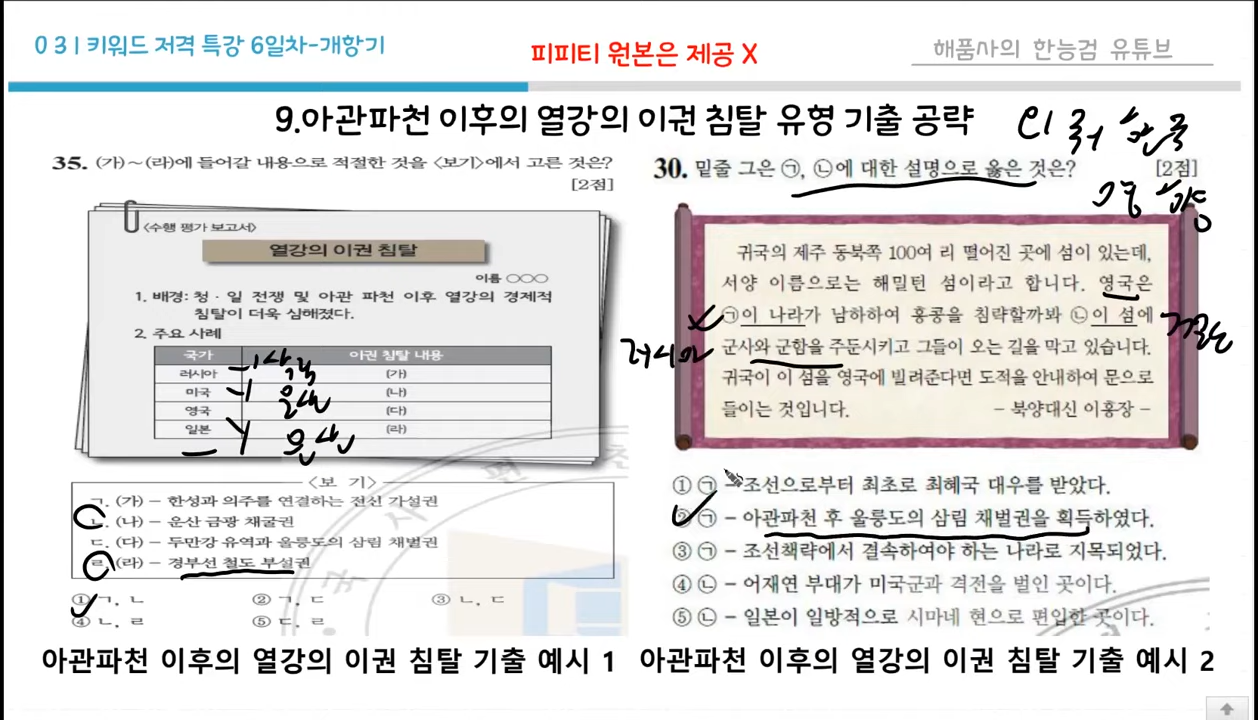 03 | 키워드 저격 특강 6일차-개항기
피피티 원본은 제공 X
해품사의 한능검 유튜브
9.아관파천 이후의 열강의 이권 침탈 유형 기출 공략
35. (가)~(라)에 들어갈 내용으로 적절한 것을 <보기>에서 고른 것은?
[2점]
<수행 평가 보고서>
열강의 이권 침탈
이름 ○○○
1. 배경: 청·일 전쟁 및 아관 파천 이후 열강의 경제적
침탈이 더욱 심해졌다.
2. 주요 사례
국가 이권 침탈 내용
러시아 (가)
미국 (나)
영국 (다)
일본 (라)
<보 기>
ㄱ. (가) – 한성과 의주를 연결하는 전신 가설권
ㄴ. (나) – 운산 금광 채굴권
ㄷ. (다) – 두만강 유역과 울릉도의 삼림 채벌권
ㄹ. (라) – 경부선 철도 부설권
① ㄱ, ㄴ ② ㄱ, ㄷ ③ ㄴ, ㄷ
④ ㄴ, ㄹ ⑤ ㄷ, ㄹ
아관파천 이후의 열강의 이권 침탈 기출 예시 1
30. 밑줄 그은 ㉠, ㉡에 대한 설명으로 옳은 것은?
[2점]
귀국의 제주 동북쪽 100여 리 떨어진 곳에 섬이 있는데,
서양 이름으로는 해밀턴 섬이라고 합니다. 영국은
㉠이 나라가 남하하여 홍콩을 침략할까봐 ㉡이 섬에
러시아
군사와 군함을 주둔시키고 그들이 오는 길을 막고 있습니다.
귀국이 이 섬을 영국에 빌려준다면 도적을 안내하여 문으로
들이는 것입니다. – 북양대신 이홍장 –
① ㉠ – 조선으로부터 최초로 최혜국 대우를 받았다.
② ㉠ – 아관파천 후 울릉도의 삼림 채벌권을 획득하였다.
③ ㉠ – 조선책략에서 결속하여야 하는 나라로 지목되었다.
④ ㉡ – 어재연 부대가 미국군과 격전을 벌인 곳이다.
⑤ ㉡ – 일본이 일방적으로 시마네 현으로 편입한 곳이다.
아관파천 이후의 열강의 이권 침탈 기출 예시 2